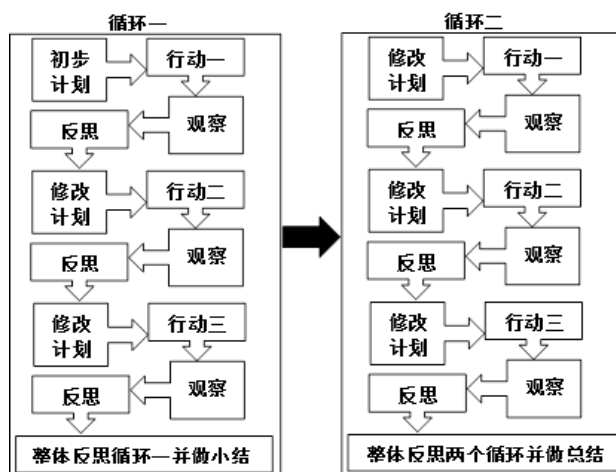 循环一
初步
计划
行动一
观察
反思
修改
计划
行动二
观察
反思
修改
计划
行动三
观察
反思
整体反思循环一并做小结
循环二
修改
计划
行动一
观察
反思
修改
计划
行动二
观察
反思
修改
计划
行动三
观察
反思
整体反思两个循环并做总结